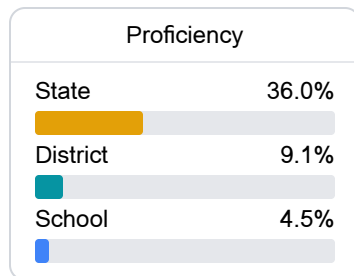 Proficiency
State 36.0%
District 9.1%
School 4.5%